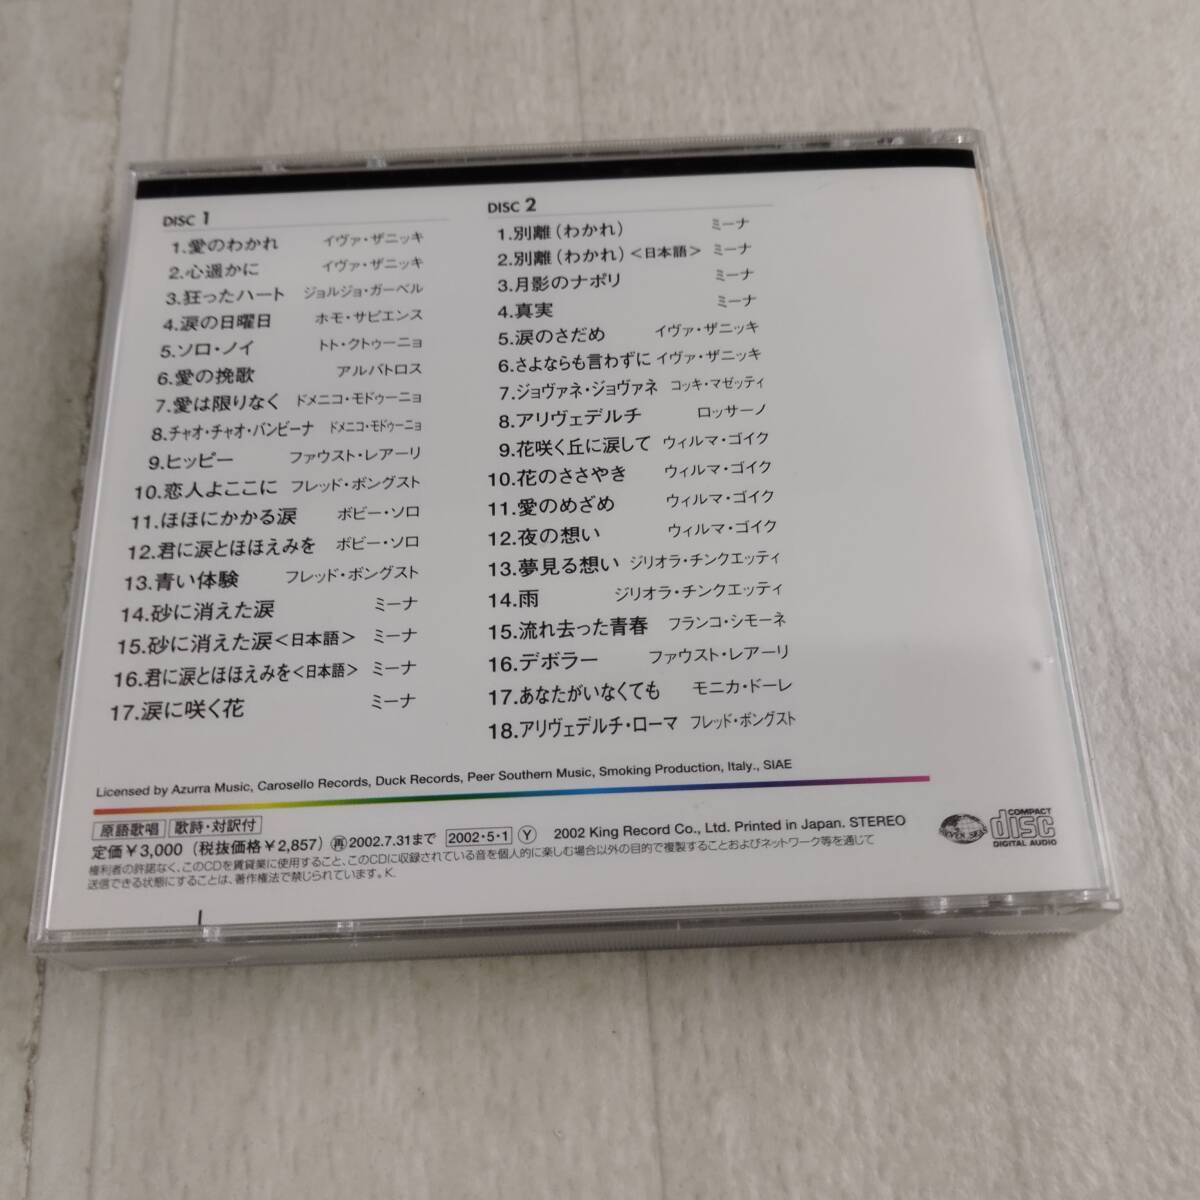 DISC 1
1.愛のわかれ イヴァ・ザニッキ
2.心遥かに イヴァ・ザニッキ
3.狂ったハート ジョルジョ・ガーベル
4.涙の日曜日 ホモ・サピエンス
5.ソロ・ノイ トト・クトゥーニョ
6.愛の挽歌 アルバトロス
7.愛は限りなく ドメニコ・モドゥーニョ
8.チャオ・チャオ・バンビーナ ドメニコ・モドゥーニョ
9.ヒッピー ファウスト・レアーリ
10.恋人よここに フレッド・ボングスト
11.ほほにかかる涙 ボビー・ソロ
12.君に涙とほほえみを ボビー・ソロ
13.青い体験 フレッド・ボングスト
14.砂に消えた涙 ミーナ
15.砂に消えた涙<日本語> ミーナ
16.君に涙とほほえみを<日本語> ミーナ
17.涙に咲く花 ミーナ
DISC 2
1.別離(わかれ) ミーナ
2.別離(わかれ)<日本語> ミーナ
3.月影のナポリ ミーナ
4.真実 ミーナ
5.涙のさだめ イヴァ・ザニッキ
6.さよならも言わずに イヴァ・ザニッキ
7.ジョヴァネ・ジョヴァネ コッキ・マゼッティ
8.アリヴェデルチ ロッサーノ
9.花咲く丘に涙して ウィルマ・ゴイク
10.花のささやき ウィルマ・ゴイク
11.愛のめざめ ウィルマ・ゴイク
12.夜の想い ウィルマ・ゴイク
13.夢見る想い ジリオラ・チンクエッティ
14.雨 ジリオラ・チンクエッティ
15.流れ去った青春 フランコ・シモーネ
16.デボラー ファウスト・レアーリ
17.あなたがいなくても モニカ・ドーレ
18.アリヴェデルチ・ローマ フレッド・ボングスト
Licensed by Azurra Music, Carosello Records, Duck Records, Peer Southern Music, Smoking Production, Italy., SIAE
原語歌唱 歌詩・対訳付
定価¥3,000(税抜価格¥2,857) 再2002.7.31まで 2002・5・1 Y 2002 King Record Co., Ltd. Printed in Japan. STEREO
権利者の許諾なく、このCDを賃貸業に使用すること、このCDに収録されている音を個人的に楽しむ場合以外の目的で複製することおよびネットワーク等を通じて
送信できる状態にすることは、著作権法で禁じられています。K.
SEVEN SEAS
COMPACT
disc
DIGITAL AUDIO